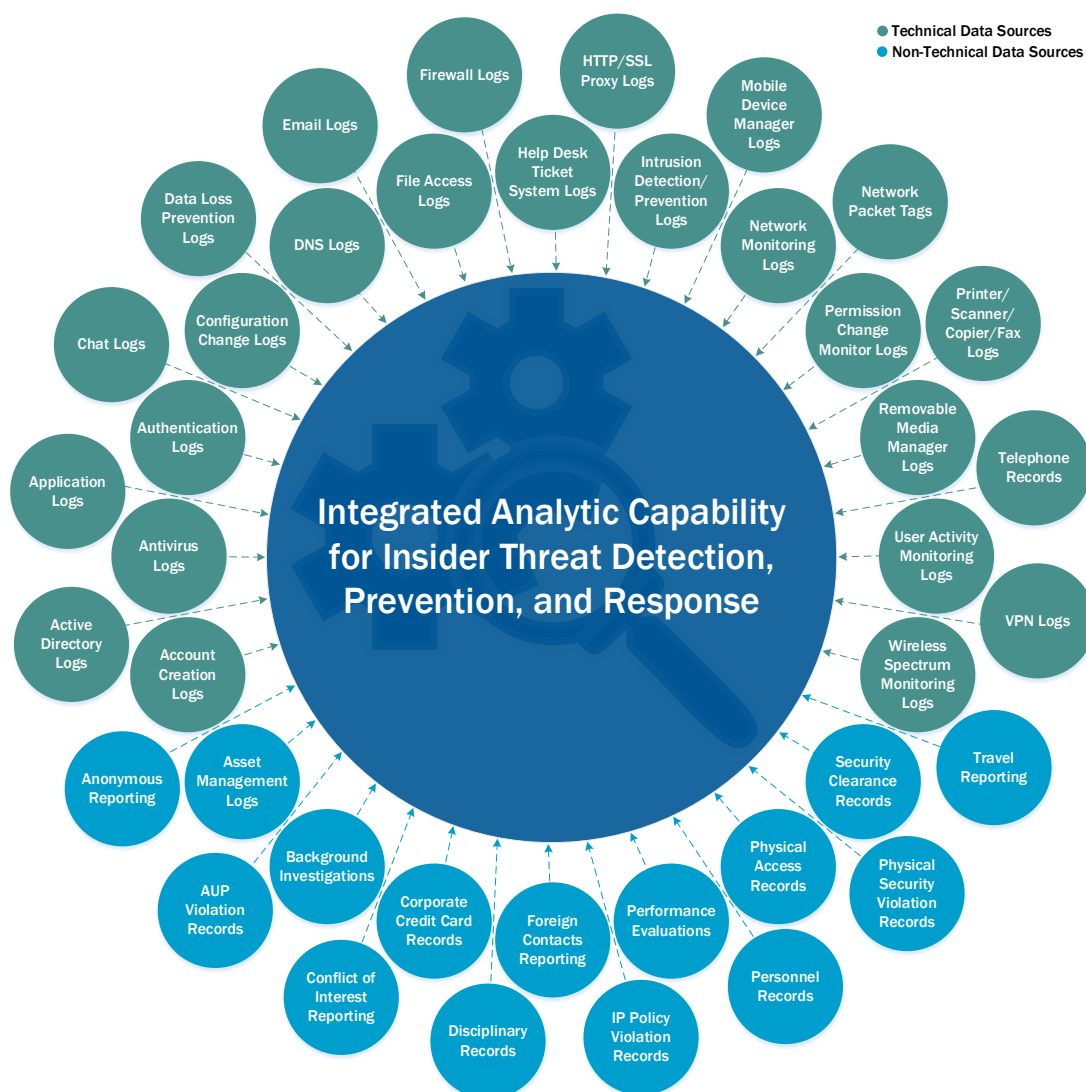 Technical Data Sources
Non-Technical Data Sources
HTTP/SSL
Proxy Logs
Firewall Logs
Mobile
Device
Manager
Logs
Email Logs
Help Desk
Ticket
System Logs
Intrusion
Detection/
Prevention
Logs
File Access
Logs
Network
Packet Tags
Data Loss
Prevention
Logs
DNS Logs
Network
Monitoring
Logs
Configuration
Change Logs
Permission
Change
Monitor Logs
Printer/
Scanner/
Copier/Fax
Logs
Chat Logs
Authentication
Logs
Removable
Media
Manager
Logs
Telephone
Records
Application
Logs
Antivirus
Logs
User Activity
Monitoring
Logs
Integrated Analytic Capability
for Insider Threat Detection,
Prevention, and Response
Active
Directory
Logs
Account
Creation
Logs
VPN Logs
Wireless
Spectrum
Monitoring
Logs
Anonymous
Reporting
Asset
Management
Logs
Security
Clearance
Records
Travel
Reporting
AUP
Violation
Records
Background
Investigations
Physical
Access
Records
Physical
Security
Violation
Records
Corporate
Credit Card
Records
Foreign
Contacts
Reporting
Performance
Evaluations
Conflict of
Interest
Reporting
Personnel
Records
Disciplinary
Records
IP Policy
Violation
Records